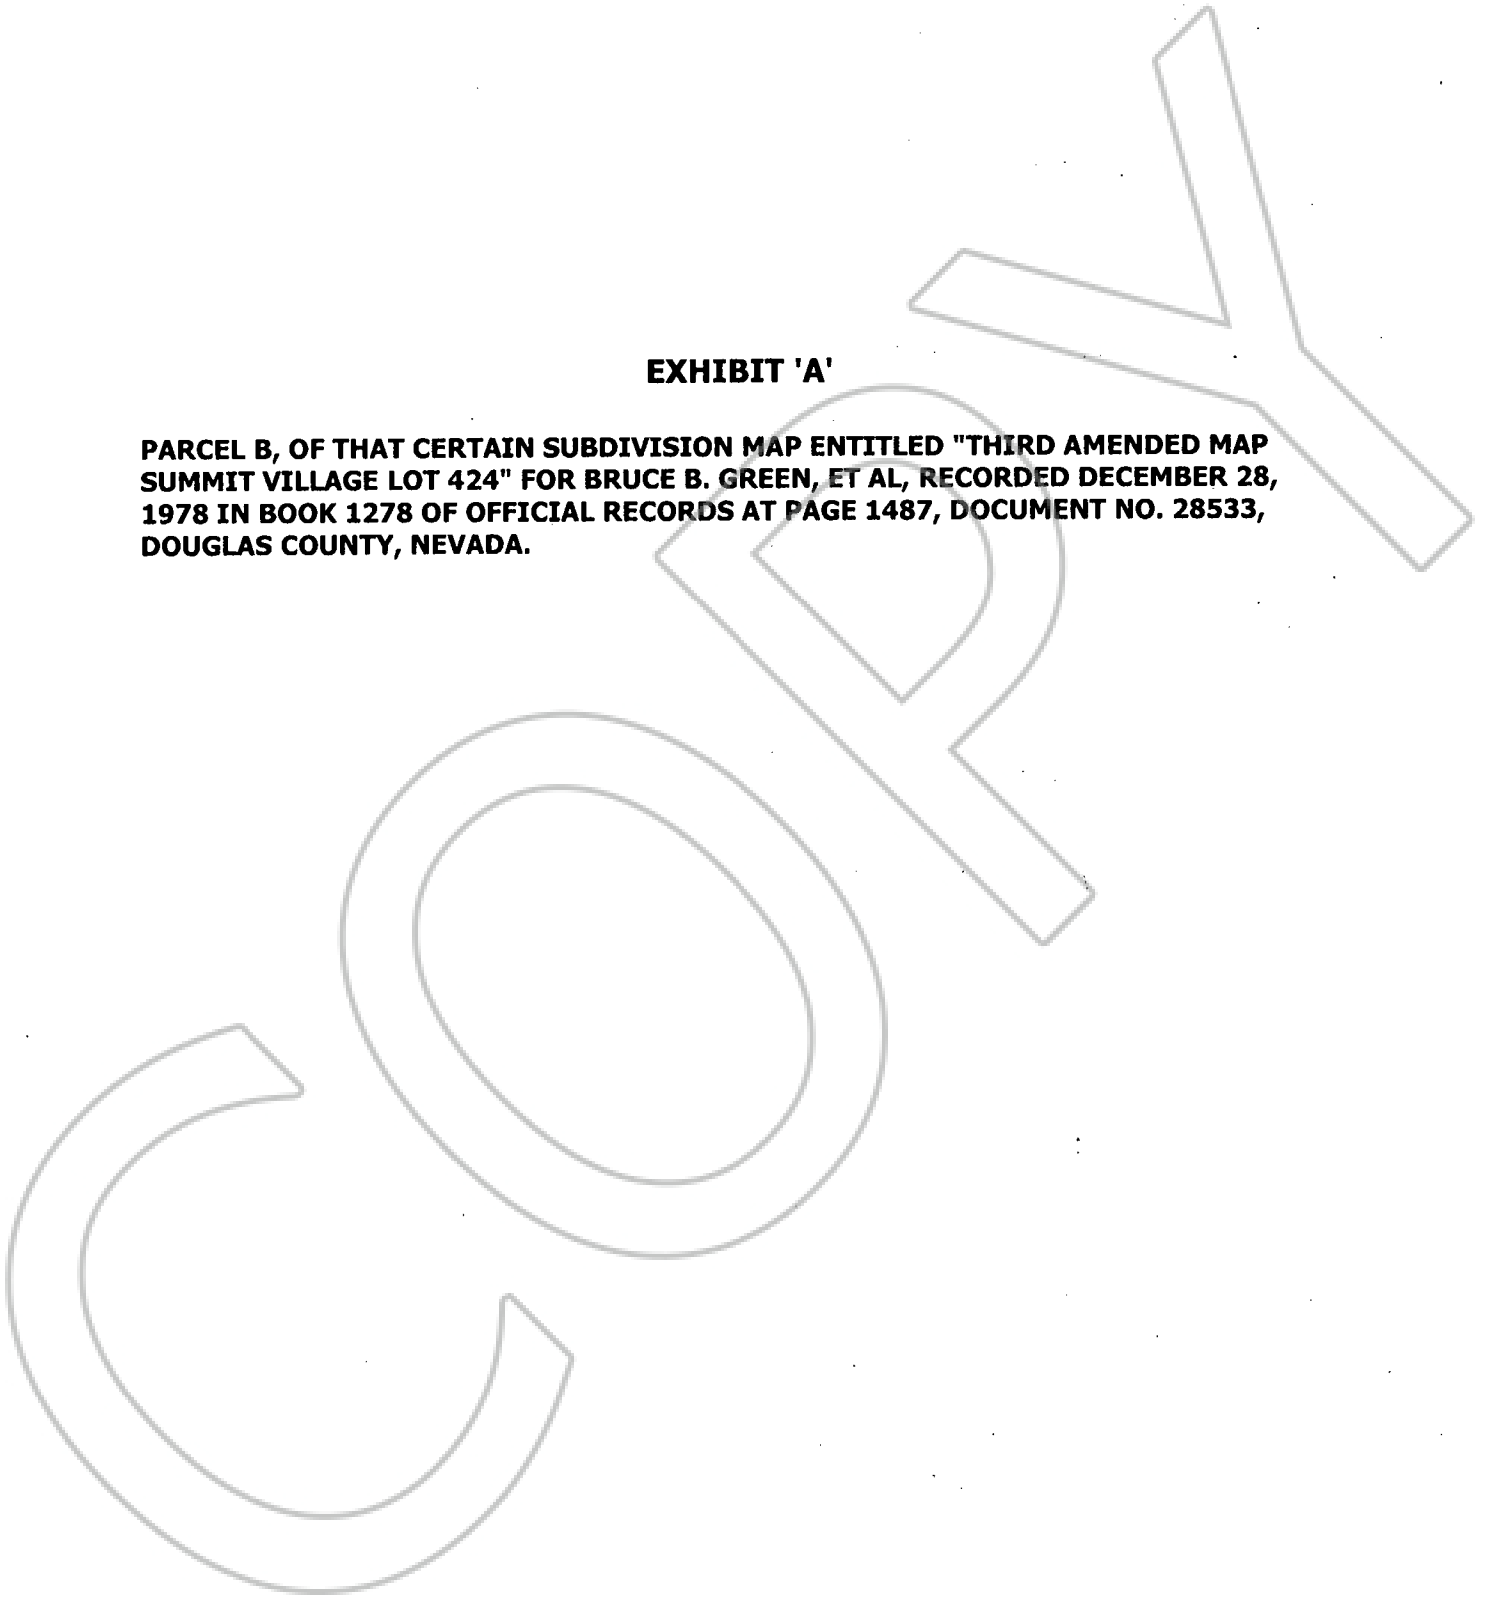 EXHIBIT 'A'
PARCEL B, OF THAT CERTAIN SUBDIVISION MAP ENTITLED "THIRD AMENDED MAP
SUMMIT VILLAGE LOT 424" FOR BRUCE B. GREEN, ET AL, RECORDED DECEMBER 28,
1978 IN BOOK 1278 OF OFFICIAL RECORDS AT PAGE 1487, DOCUMENT NO. 28533,
DOUGLAS COUNTY, NEVADA.
COPY